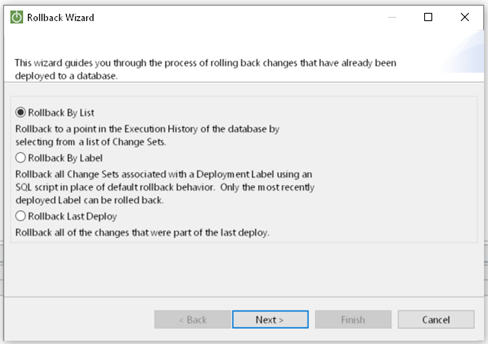 Rollback Wizard
This wizard guides you through the process of rolling back changes that have already been
deployed to a database.
Rollback By List
Rollback to a point in the Execution History of the database by
selecting from a list of Change Sets.
Rollback By Label
Rollback all Change Sets associated with a Deployment Label using an
SQL script in place of default rollback behavior. Only the most recently
deployed Label can be rolled back.
Rollback Last Deploy
Rollback all of the changes that were part of the last deploy.
< Back Next > Finish Cancel